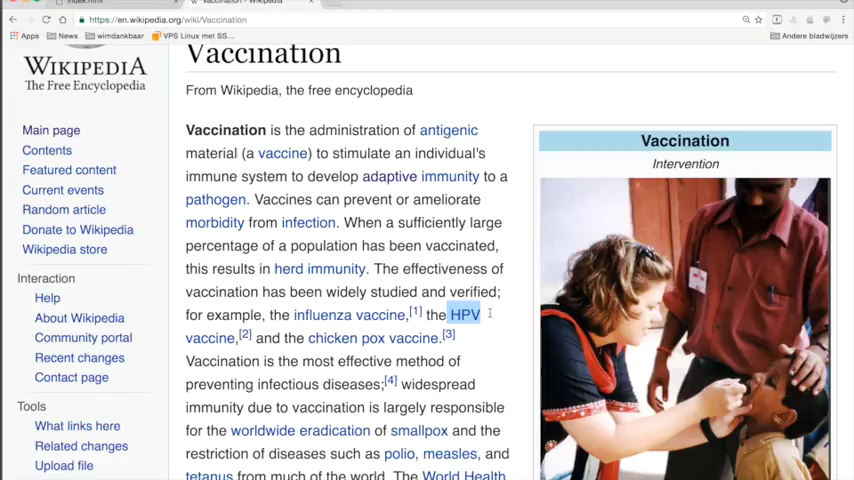 index.html
Vaccination - Wikipedia
https://en.wikipedia.org/wiki/Vaccination
Apps News wimdankbaar VPS Linux met SS... Andere bladwijzers
WIKIPEDIA
The Free Encyclopedia
Main page
Contents
Featured content
Current events
Random article
Donate to Wikipedia
Wikipedia store
Interaction
Help
About Wikipedia
Community portal
Recent changes
Contact page
Tools
What links here
Related changes
Upload file
Vaccination
From Wikipedia, the free encyclopedia
Vaccination is the administration of antigenic
material (a vaccine) to stimulate an individual's
immune system to develop adaptive immunity to a
pathogen. Vaccines can prevent or ameliorate
morbidity from infection. When a sufficiently large
percentage of a population has been vaccinated,
this results in herd immunity. The effectiveness of
vaccination has been widely studied and verified;
for example, the influenza vaccine,[1] the HPV
vaccine,[2] and the chicken pox vaccine.[3]
Vaccination is the most effective method of
preventing infectious diseases;[4] widespread
immunity due to vaccination is largely responsible
for the worldwide eradication of smallpox and the
restriction of diseases such as polio, measles, and
tetanus from much of the world. The World Health
Vaccination
Intervention